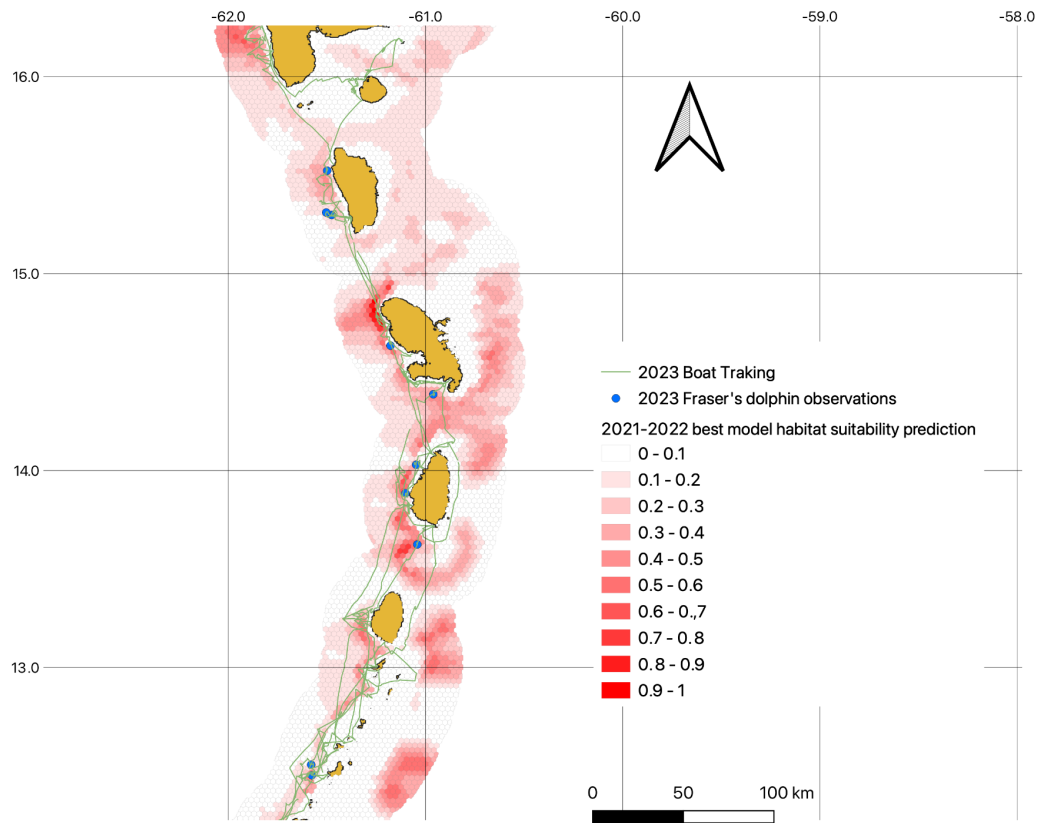 -62.0 -61.0 -60.0 -59.0 -58.0
16.0
15.0
2023 Boat Traking
2023 Fraser's dolphin observations
2021-2022 best model habitat suitability prediction
14.0
0 - 0.1
0.1 - 0.2
0.2 - 0.3
0.3 - 0.4
0.4 - 0.5
0.5 - 0.6
0.6 - 0.,7
0.7 - 0.8
13.0
0.8 - 0.9
0.9 - 1
0 50 100 km